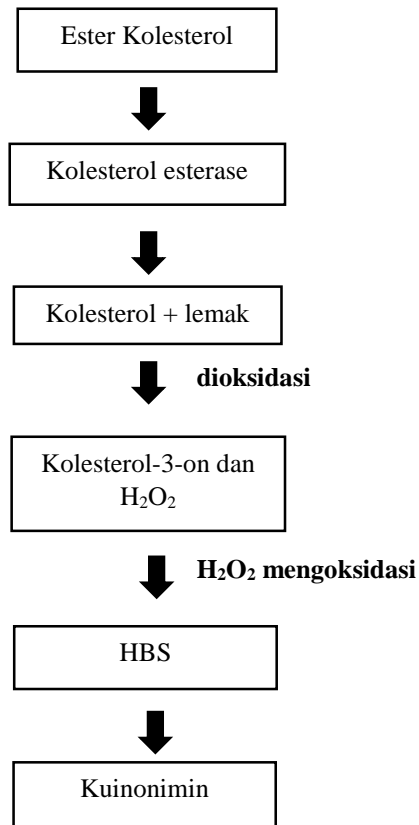 Ester Kolesterol
Kolesterol esterase
Kolesterol + lemak
dioksidasi
Kolesterol-3-on dan
H₂O₂
H₂O₂ mengoksidasi
HBS
Kuinonimin